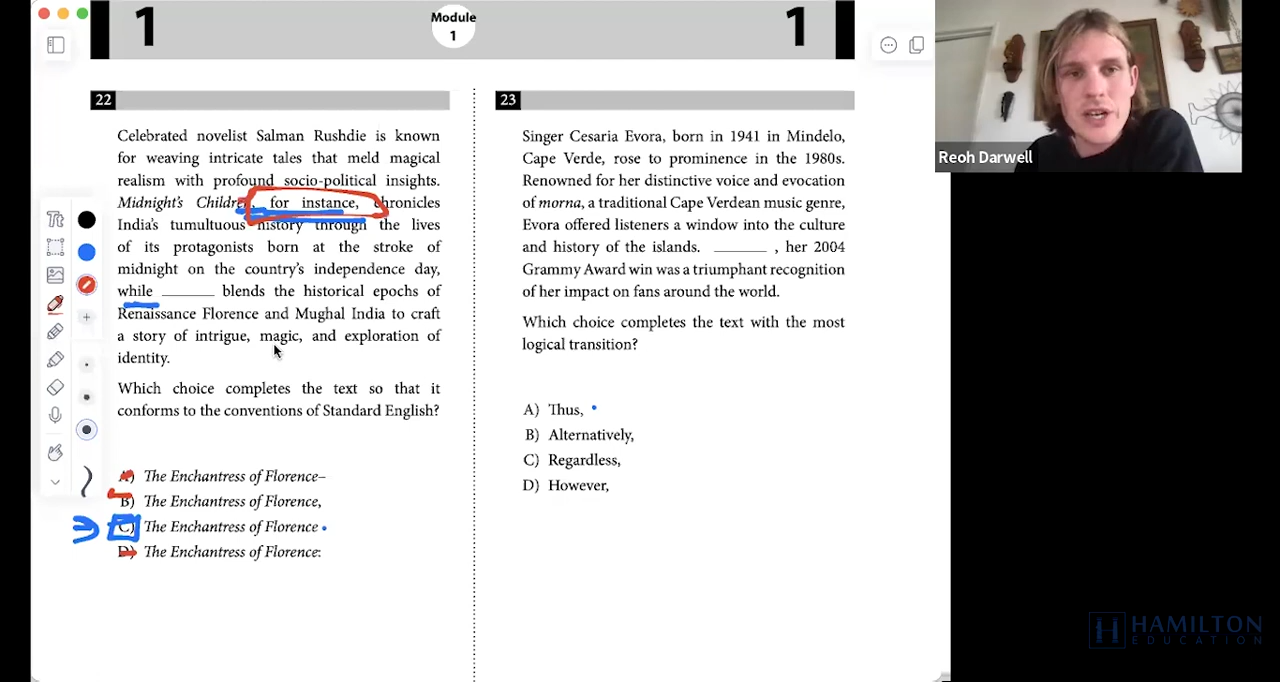 1
Module
1
1
22
Celebrated novelist Salman Rushdie is known
for weaving intricate tales that meld magical
realism with profound socio-political insights.
Midnight's Children, for instance, chronicles
India's tumultuous history through the lives
of its protagonists born at the stroke of
midnight on the country's independence day,
while ______ blends the historical epochs of
Renaissance Florence and Mughal India to craft
a story of intrigue, magic, and exploration of
identity.
Which choice completes the text so that it
conforms to the conventions of Standard English?
A) The Enchantress of Florence–
B) The Enchantress of Florence,
C) The Enchantress of Florence
D) The Enchantress of Florence:
23
Singer Cesaria Evora, born in 1941 in Mindelo,
Cape Verde, rose to prominence in the 1980s.
Renowned for her distinctive voice and evocation
of morna, a traditional Cape Verdean music genre,
Evora offered listeners a window into the culture
and history of the islands. ______ , her 2004
Grammy Award win was a triumphant recognition
of her impact on fans around the world.
Which choice completes the text with the most
logical transition?
A) Thus,
B) Alternatively,
C) Regardless,
D) However,
Tt
Reoh Darwell
HAMILTON
EDUCATION